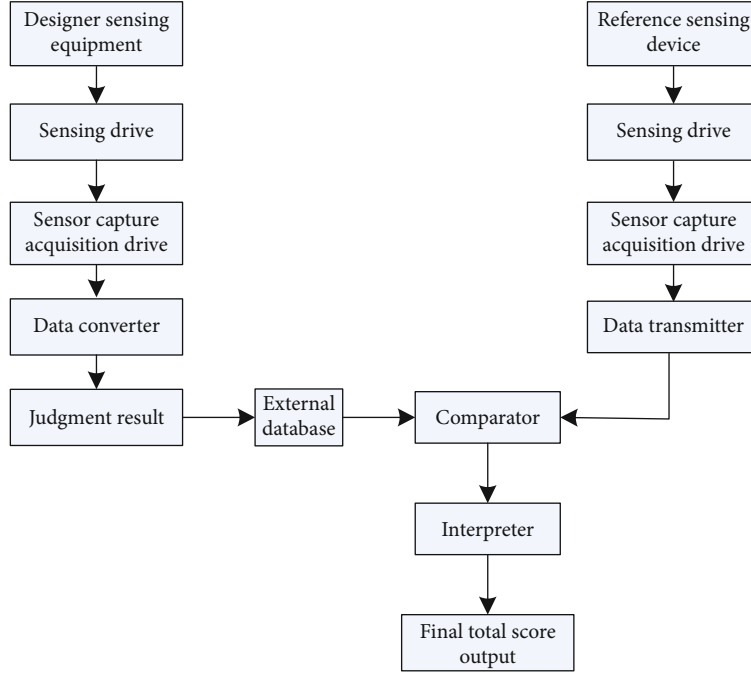 Designer sensing
equipment
Sensing drive
Sensor capture
acquisition drive
Data converter
Judgment result
External
database
Reference sensing
device
Sensing drive
Sensor capture
acquisition drive
Data transmitter
Comparator
Interpreter
Final total score
output